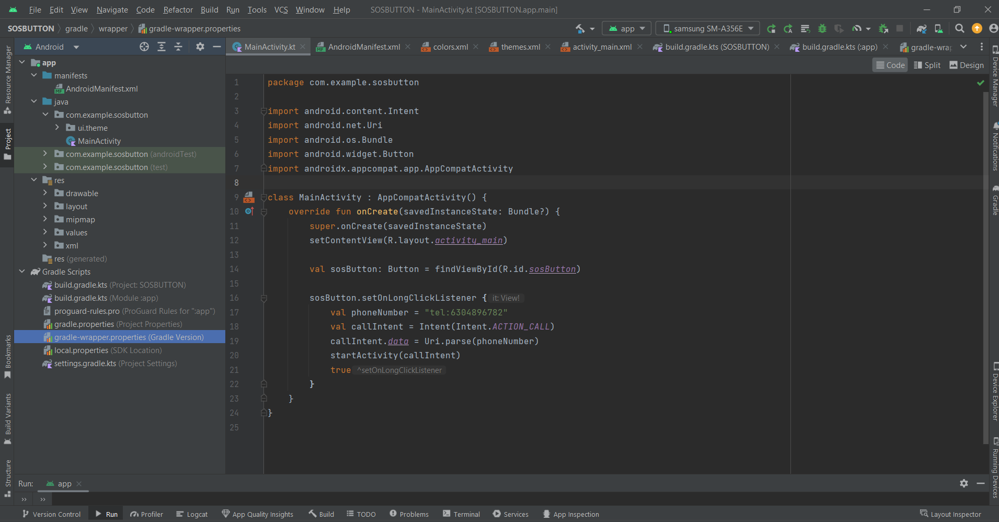 File Edit View Navigate Code Refactor Build Run Tools VCS Window Help SOSBUTTON - MainActivity.kt [SOSBUTTON.app.main]
SOSBUTTON gradle wrapper gradle-wrapper.properties app samsung SM-A356E
Android
MainActivity.kt AndroidManifest.xml colors.xml themes.xml activity_main.xml build.gradle.kts (SOSBUTTON) build.gradle.kts (:app) gradle-wrap
Code Split Design
Resource Manager
Project
Bookmarks
Build Variants
Structure
app
manifests
AndroidManifest.xml
java
com.example.sosbutton
ui.theme
MainActivity
com.example.sosbutton (androidTest)
com.example.sosbutton (test)
res
drawable
layout
mipmap
values
xml
res (generated)
Gradle Scripts
build.gradle.kts (Project: SOSBUTTON)
build.gradle.kts (Module :app)
proguard-rules.pro (ProGuard Rules for ":app")
gradle.properties (Project Properties)
gradle-wrapper.properties (Gradle Version)
local.properties (SDK Location)
settings.gradle.kts (Project Settings)
1 package com.example.sosbutton
2
3 import android.content.Intent
4 import android.net.Uri
5 import android.os.Bundle
6 import android.widget.Button
7 import androidx.appcompat.app.AppCompatActivity
8
9 class MainActivity : AppCompatActivity() {
10 override fun onCreate(savedInstanceState: Bundle?) {
11 super.onCreate(savedInstanceState)
12 setContentView(R.layout.activity_main)
13
14 val sosButton: Button = findViewById(R.id.sosButton)
15
16 sosButton.setOnLongClickListener { it: View!
17 val phoneNumber = "tel:6304896782"
18 val callIntent = Intent(Intent.ACTION_CALL)
19 callIntent.data = Uri.parse(phoneNumber)
20 startActivity(callIntent)
21 true ^setOnLongClickListener
22 }
23 }
24 }
25
Device Manager
Notifications
Gradle
Device Explorer
Running Devices
Run: app
Version Control Run Profiler Logcat App Quality Insights Build TODO Problems Terminal Services App Inspection Layout Inspector